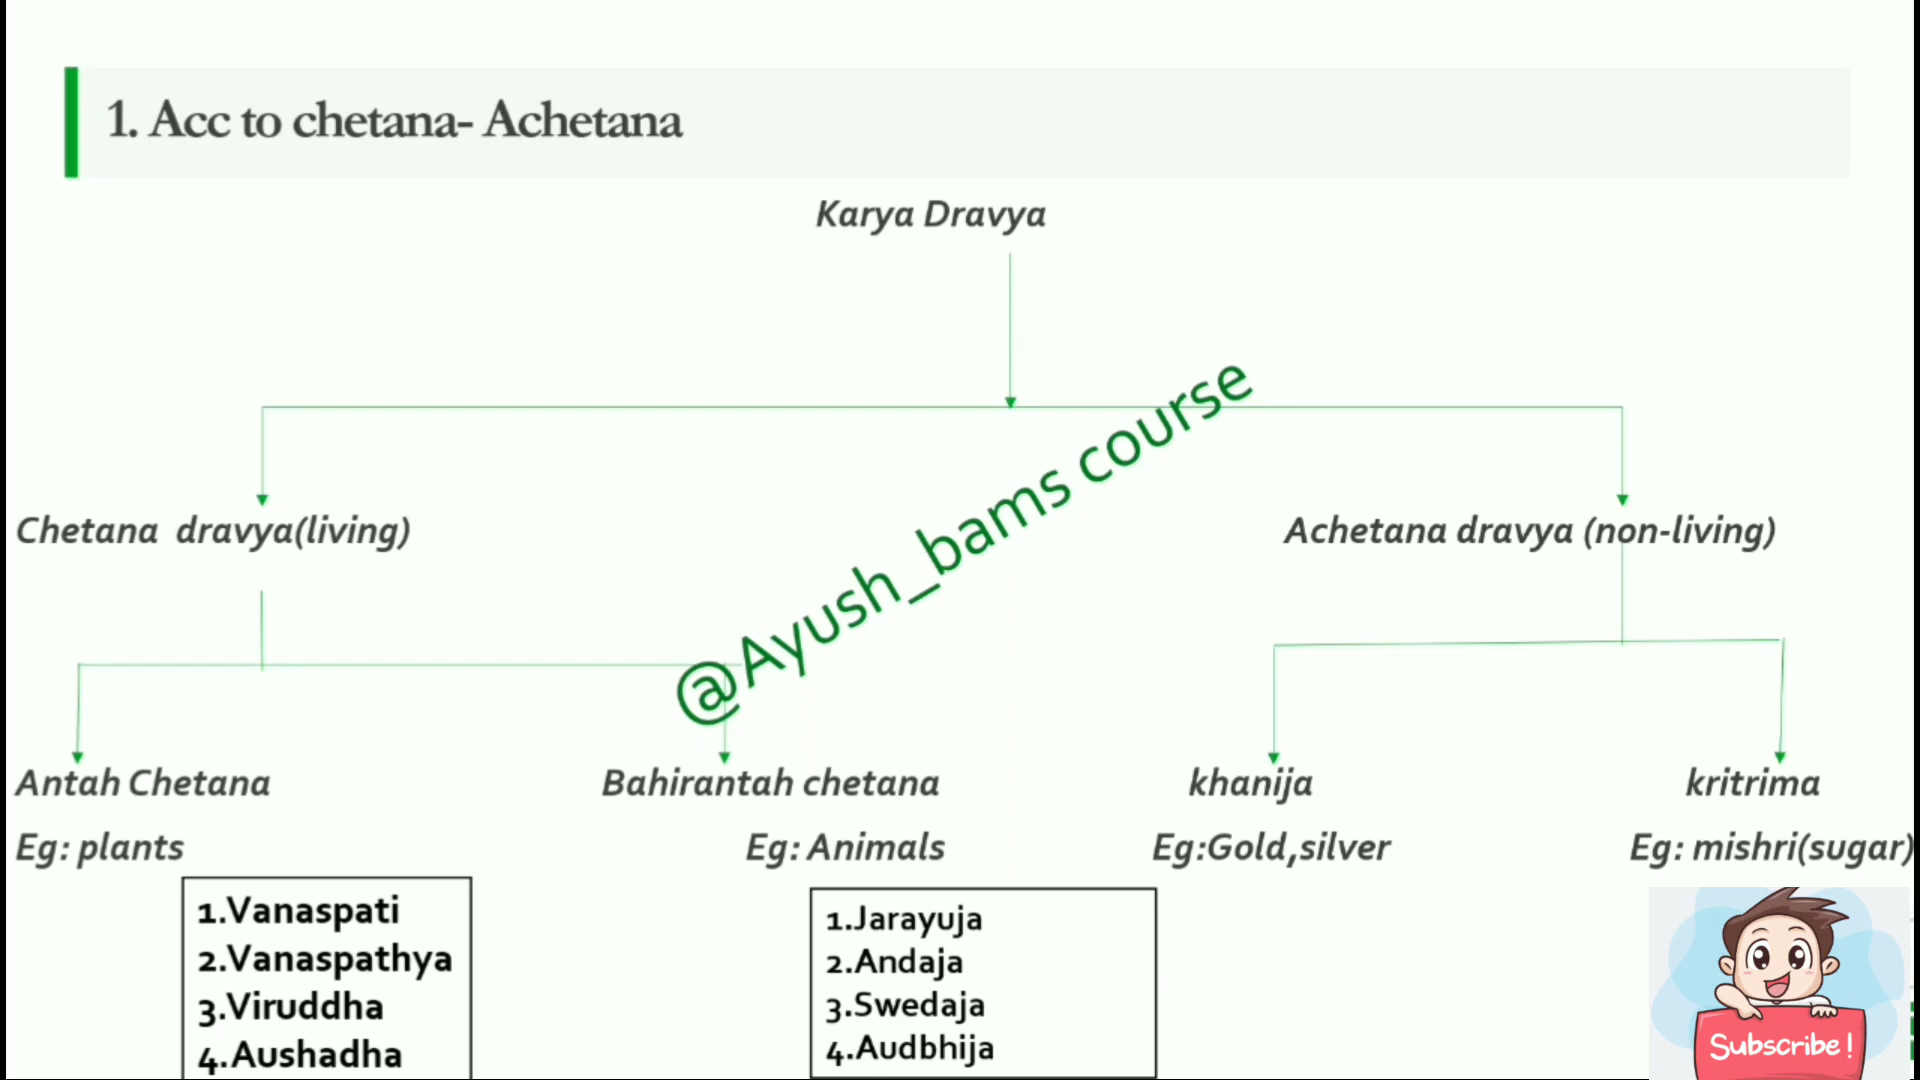 1. Acc to chetana- Achetana
Karya Dravya
@Ayush_bams course
Chetana dravya(living)
Achetana dravya (non-living)
Antah Chetana
Bahirantah chetana
khanija
kritrima
Eg: plants
Eg: Animals
Eg:Gold,silver
Eg: mishri(sugar)
1.Vanaspati
2.Vanaspathya
3.Viruddha
4.Aushadha
1.Jarayuja
2.Andaja
3.Swedaja
4.Audbhija
Subscribe!